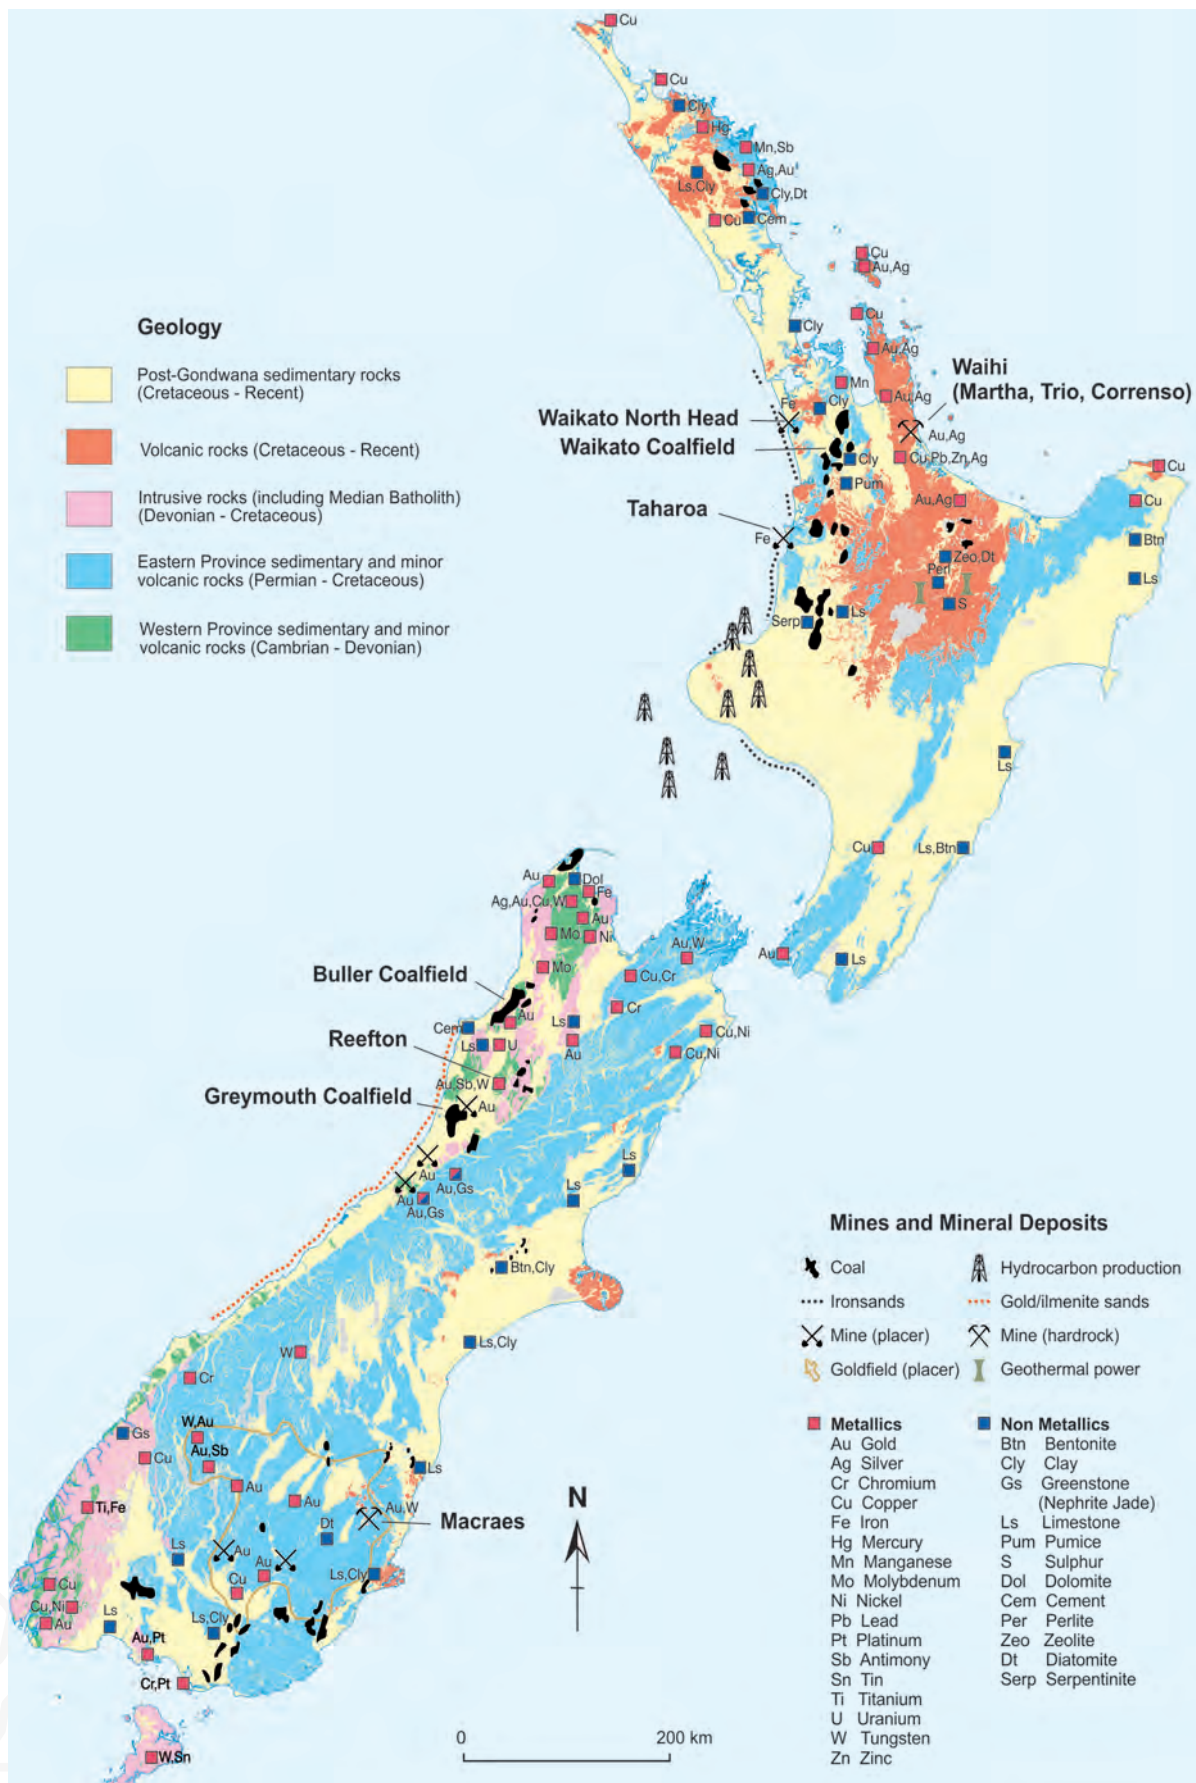 Cu
Cu
Cly
Hg
Mn,Sb
Ag,Au
Ls,Cly
Cly,Dt
Cu
Cem
Cu
Au,Ag
Cu
Cly
Au,Ag
Geology
Post-Gondwana sedimentary rocks
(Cretaceous - Recent)
Volcanic rocks (Cretaceous - Recent)
Intrusive rocks (including Median Batholith)
(Devonian - Cretaceous)
Eastern Province sedimentary and minor
volcanic rocks (Permian - Cretaceous)
Western Province sedimentary and minor
volcanic rocks (Cambrian - Devonian)
Waihi
(Martha, Trio, Correnso)
Mn
Au,Ag
Fe
Cly
Waikato North Head
Au,Ag
Waikato Coalfield
Cly
Cu,Pb,Zn,Ag
Cu
Pum
Au,Ag
Cu
Taharoa
Fe
Btn
Zeo,Dt
Perl
Ls
S
Ls
Serp
Ls
Cu
Ls,Btn
Au
Dol
Fe
Ag,Au,Cu,W
Au
Mo
Ni
Au,W
Au
Ls
Mo
Cu,Cr
Buller Coalfield
Cr
Au
Cem
Ls
Cu,Ni
Reefton
Ls
U
Au
Cu,Ni
Au,Sb,W
Greymouth Coalfield
Au
Au
Au,Gs
Ls
Au
Au,Gs
Ls
Btn,Cly
Ls,Cly
W
Cr
W,Au
Gs
Au,Sb
Cu
Ls
Au
Au
Ti,Fe
Au,W
Macraes
Dt
Ls
Au
Au
Ls,Cly
Cu
Cu
Cu,Ni
Au
Ls
Ls,Cly
Au,Pt
Cr,Pt
W,Sn
N
0 200 km
Mines and Mineral Deposits
Coal
Hydrocarbon production
Ironsands
Gold/ilmenite sands
Mine (placer)
Mine (hardrock)
Goldfield (placer)
Geothermal power
Metallics
Au Gold
Ag Silver
Cr Chromium
Cu Copper
Fe Iron
Hg Mercury
Mn Manganese
Mo Molybdenum
Ni Nickel
Pb Lead
Pt Platinum
Sb Antimony
Sn Tin
Ti Titanium
U Uranium
W Tungsten
Zn Zinc
Non Metallics
Btn Bentonite
Cly Clay
Gs Greenstone
(Nephrite Jade)
Ls Limestone
Pum Pumice
S Sulphur
Dol Dolomite
Cem Cement
Per Perlite
Zeo Zeolite
Dt Diatomite
Serp Serpentinite